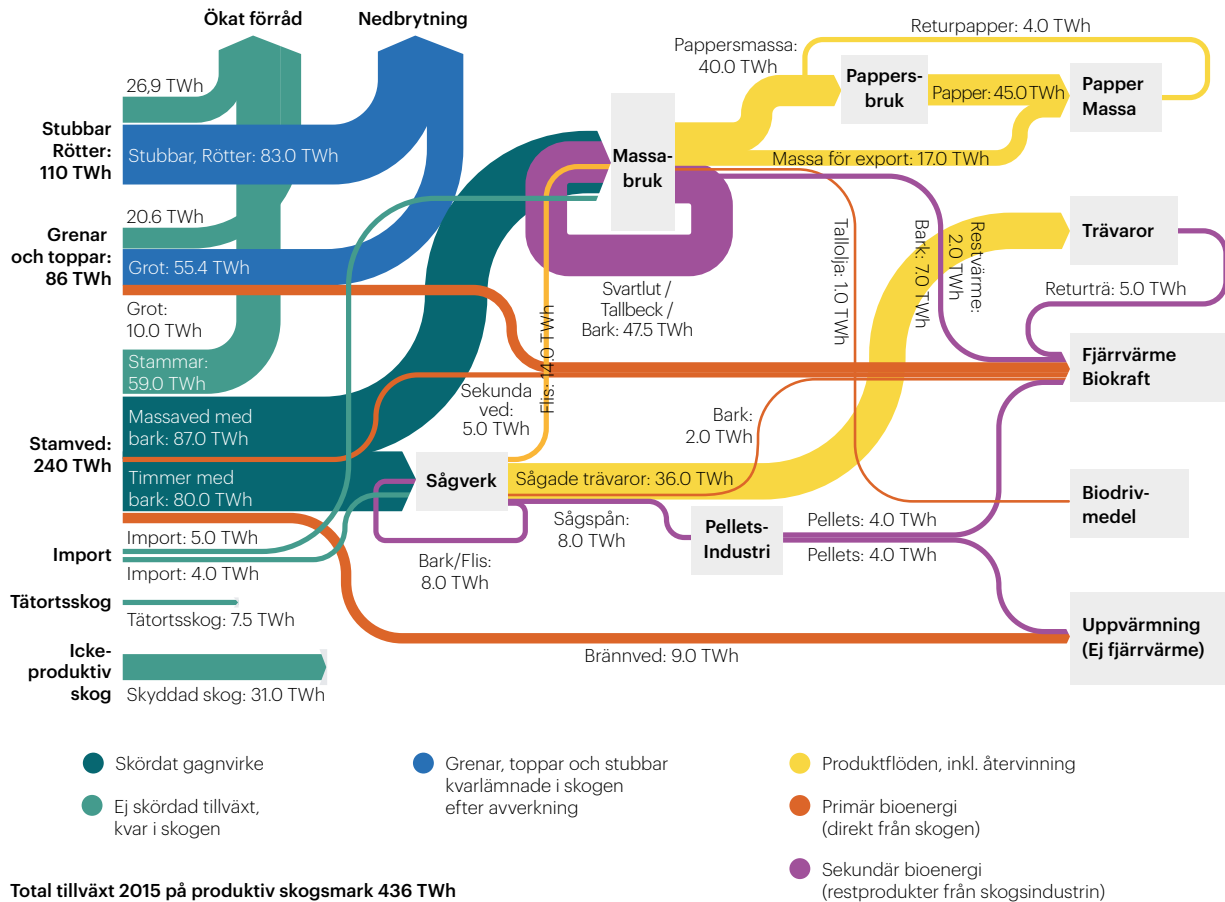 Ökat förråd
Nedbrytning
26,9 TWh
Stubbar
Rötter:
110 TWh
Stubbar, Rötter: 83.0 TWh
20.6 TWh
Grenar
och toppar:
86 TWh
Grot: 55.4 TWh
Grot:
10.0 TWh
Stammar:
59.0 TWh
Stamved:
240 TWh
Massaved med
bark: 87.0 TWh
Timmer med
bark: 80.0 TWh
Import
Import: 5.0 TWh
Import: 4.0 TWh
Tätortsskog
Tätortsskog: 7.5 TWh
Icke-
produktiv
skog
Skyddad skog: 31.0 TWh
Massa-
bruk
Svartlut /
Tallbeck /
Bark: 47.5 TWh
Flis: 14.0 TWh
Sekunda
ved:
5.0 TWh
Sågverk
Bark/Flis:
8.0 TWh
Sågade trävaror: 36.0 TWh
Bark:
2.0 TWh
Sågspån:
8.0 TWh
Pellets-
Industri
Pellets: 4.0 TWh
Pellets: 4.0 TWh
Brännved: 9.0 TWh
Pappersmassa:
40.0 TWh
Returpapper: 4.0 TWh
Pappers-
bruk
Papper: 45.0 TWh
Massa för export: 17.0 TWh
Papper
Massa
Tallolja: 1.0 TWh
Bark: 7.0 TWh
Restvärme:
2.0 TWh
Trävaror
Returträ: 5.0 TWh
Fjärrvärme
Biokraft
Biodriv-
medel
Uppvärmning
(Ej fjärrvärme)
Skördat gagnvirke
Ej skördad tillväxt,
kvar i skogen
Grenar, toppar och stubbar
kvarlämnade i skogen
efter avverkning
Produktflöden, inkl. återvinning
Primär bioenergi
(direkt från skogen)
Sekundär bioenergi
(restprodukter från skogsindustrin)
Total tillväxt 2015 på produktiv skogsmark 436 TWh